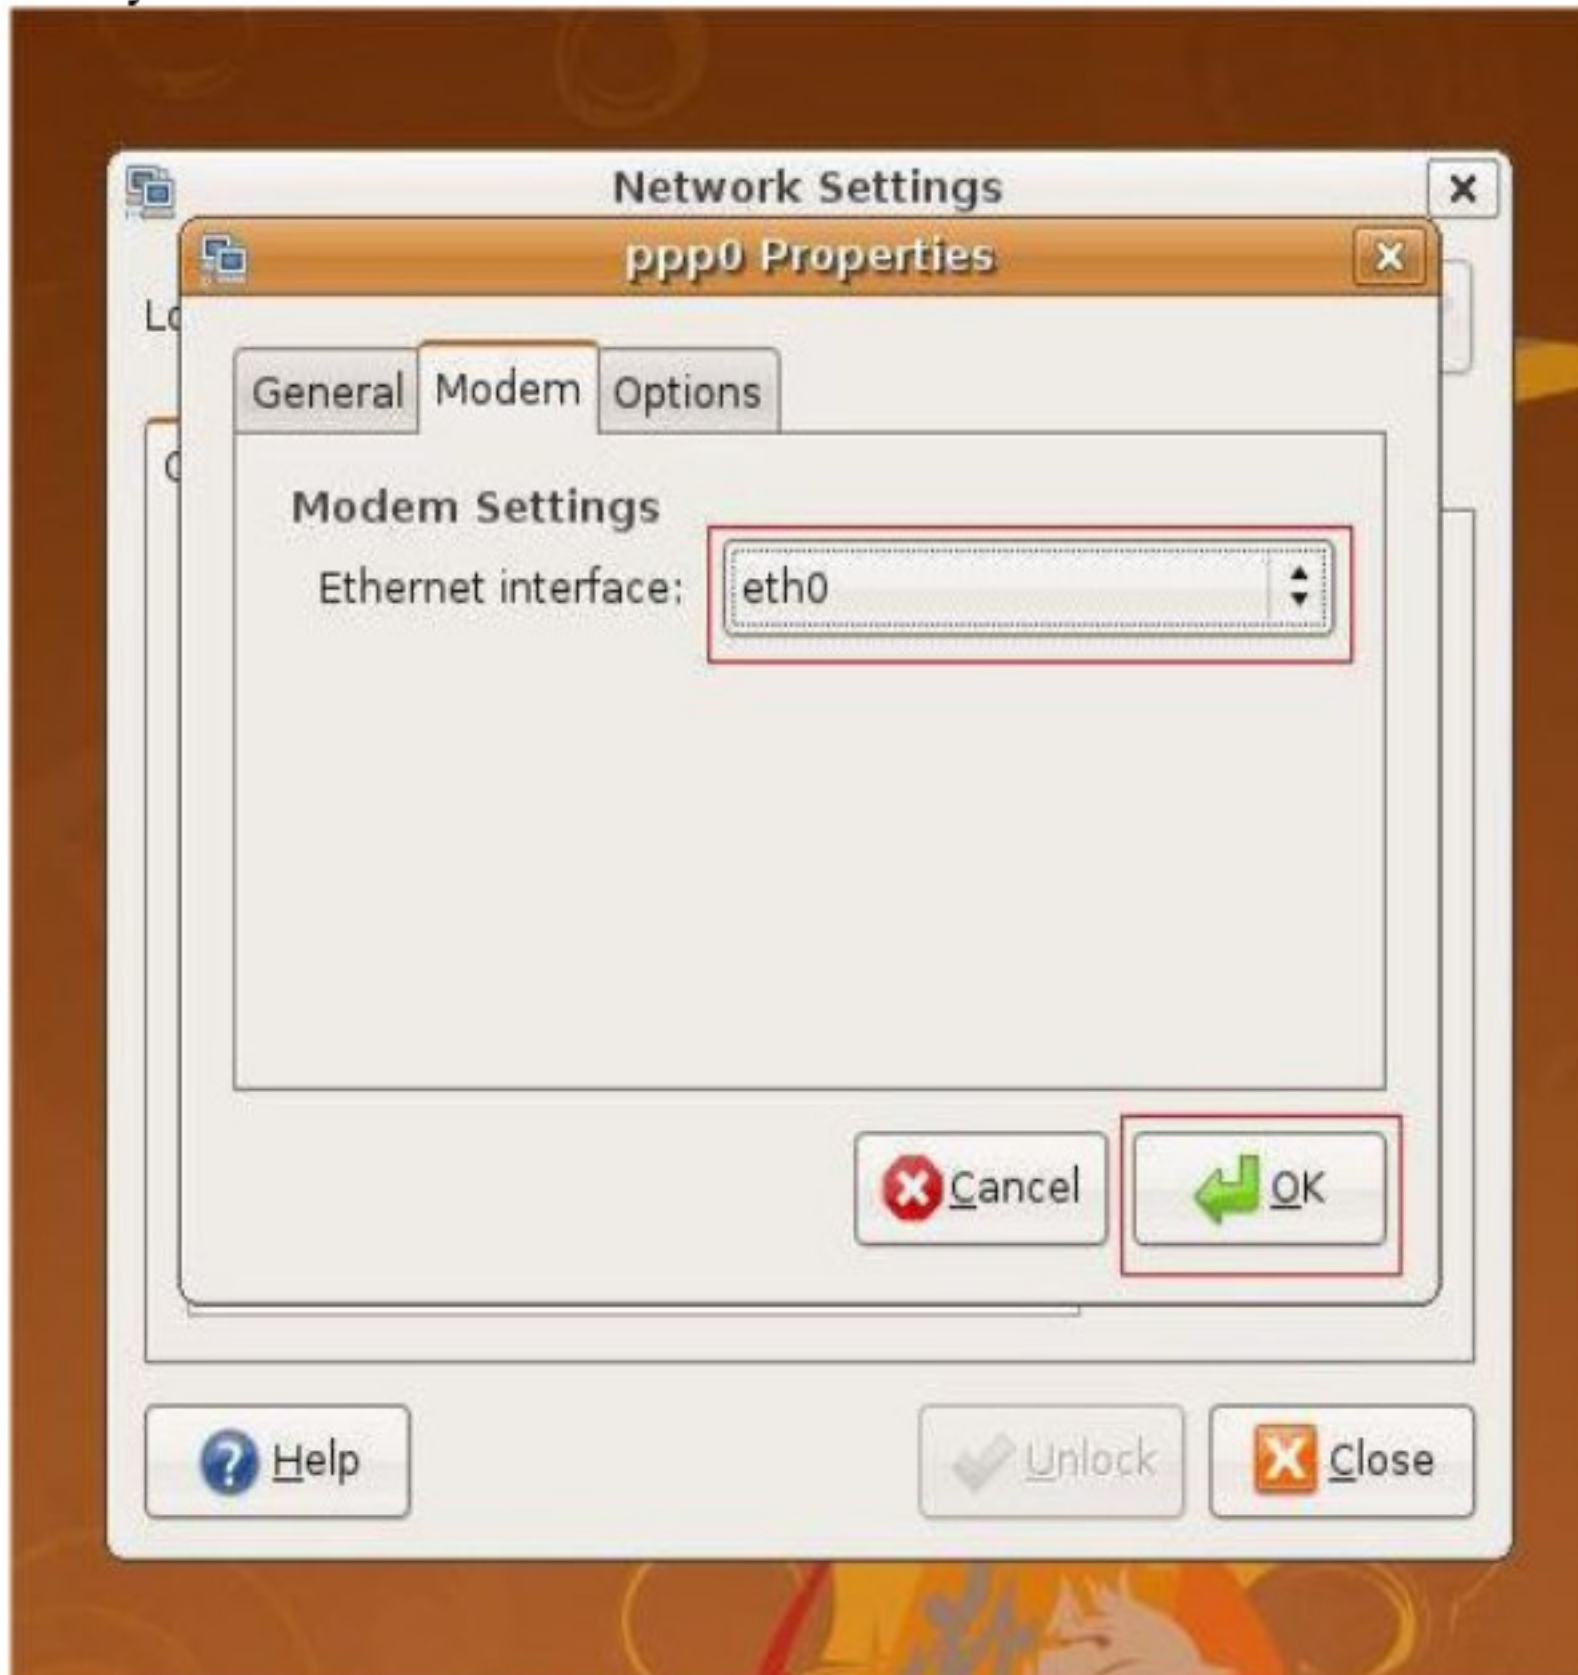 Network Settings
ppp0 Properties
General Modem Options
Modem Settings
Ethernet interface: eth0
Cancel OK
Help Unlock Close